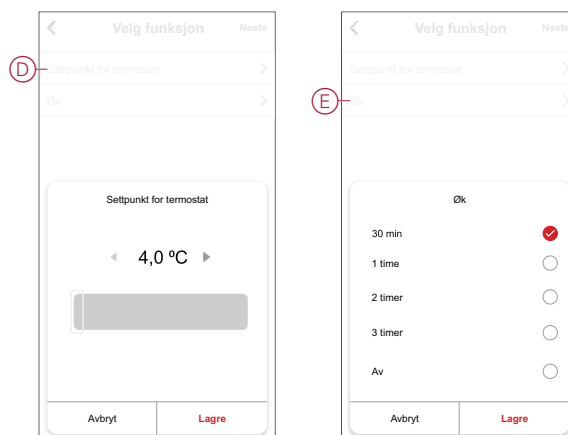 Velg funksjon Neste
D
Settpunkt for termostat
Øk
Settpunkt for termostat
4,0 ºC
Avbryt Lagre
Velg funksjon Neste
Settpunkt for termostat
E
Øk
Øk
30 min
1 time
2 timer
3 timer
Av
Avbryt Lagre